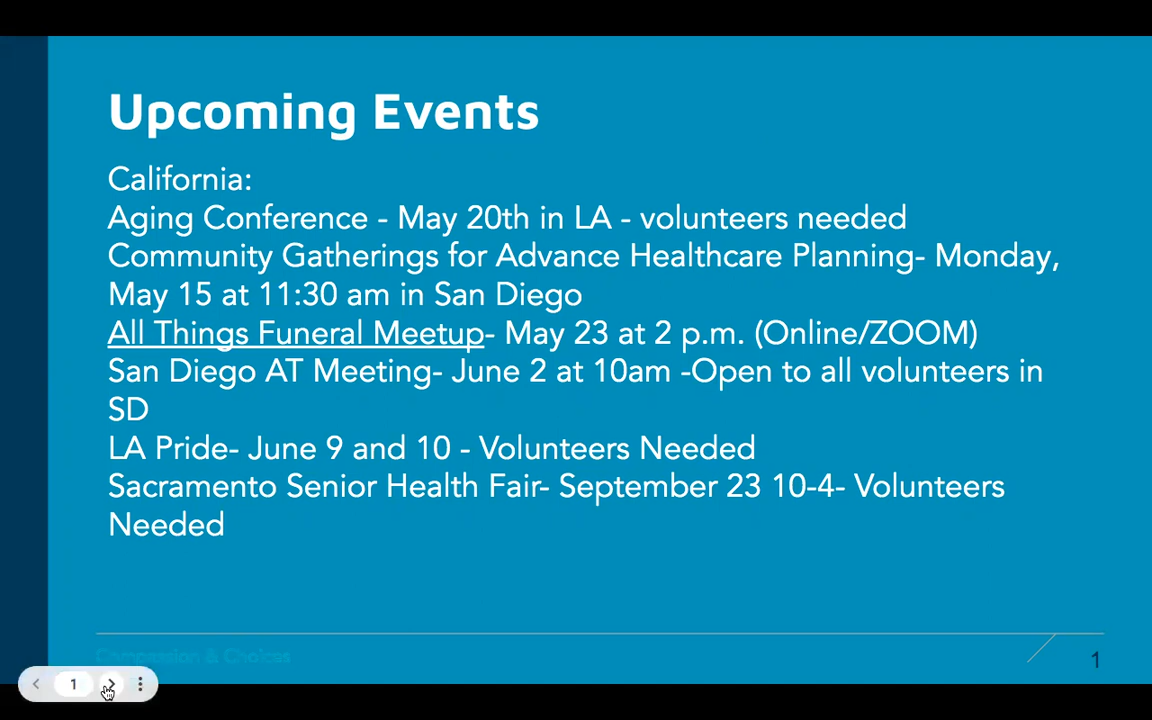 Upcoming Events
California:
Aging Conference - May 20th in LA - volunteers needed
Community Gatherings for Advance Healthcare Planning- Monday,
May 15 at 11:30 am in San Diego
All Things Funeral Meetup- May 23 at 2 p.m. (Online/ZOOM)
San Diego AT Meeting- June 2 at 10am -Open to all volunteers in
SD
LA Pride- June 9 and 10 - Volunteers Needed
Sacramento Senior Health Fair- September 23 10-4- Volunteers
Needed
Compassion & Choices
1
1